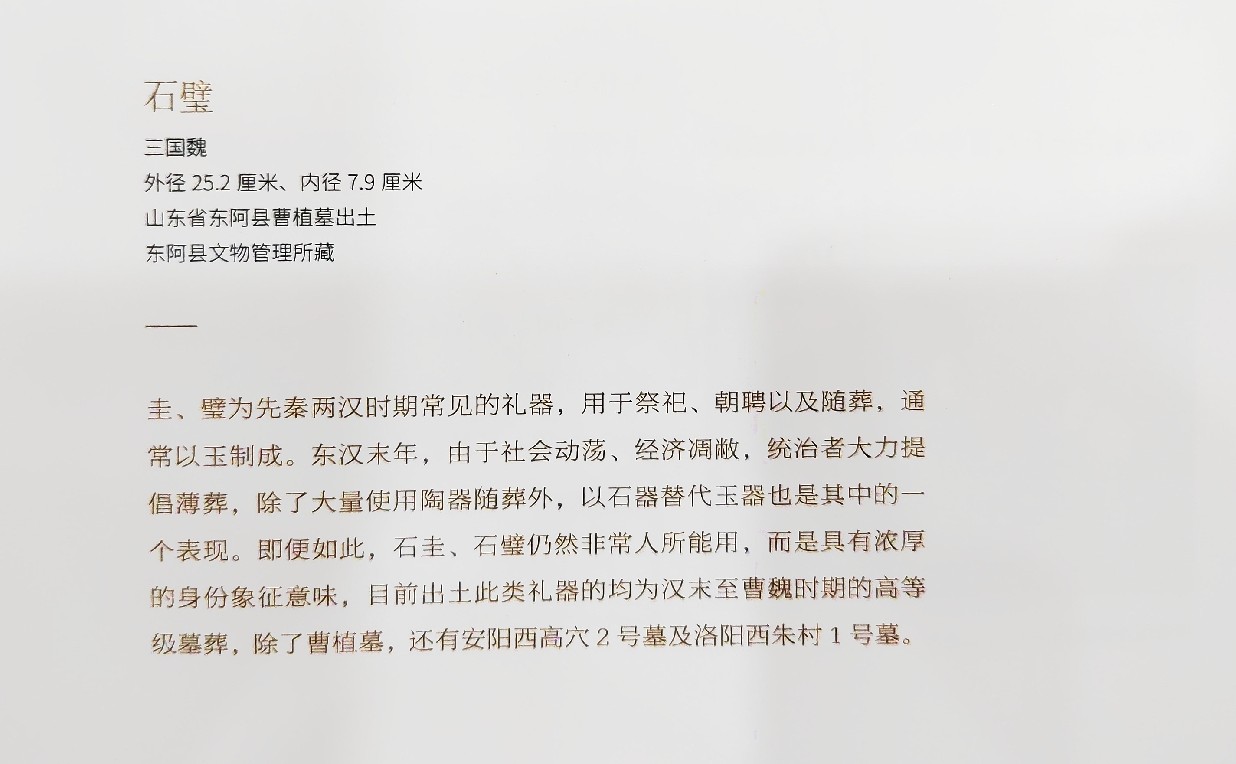 石璧
三国魏
外径 25.2 厘米、内径 7.9 厘米
山东省东阿县曹植墓出土
东阿县文物管理所藏
圭、璧为先秦两汉时期常见的礼器，用于祭祀、朝聘以及随葬，通
常以玉制成。东汉末年，由于社会动荡、经济凋敝，统治者大力提
倡薄葬，除了大量使用陶器随葬外，以石器替代玉器也是其中的一
个表现。即便如此，石圭、石璧仍然非常人所能用，而是具有浓厚
的身份象征意味，目前出土此类礼器的均为汉末至曹魏时期的高等
级墓葬，除了曹植墓，还有安阳西高穴 2 号墓及洛阳西朱村 1 号墓。